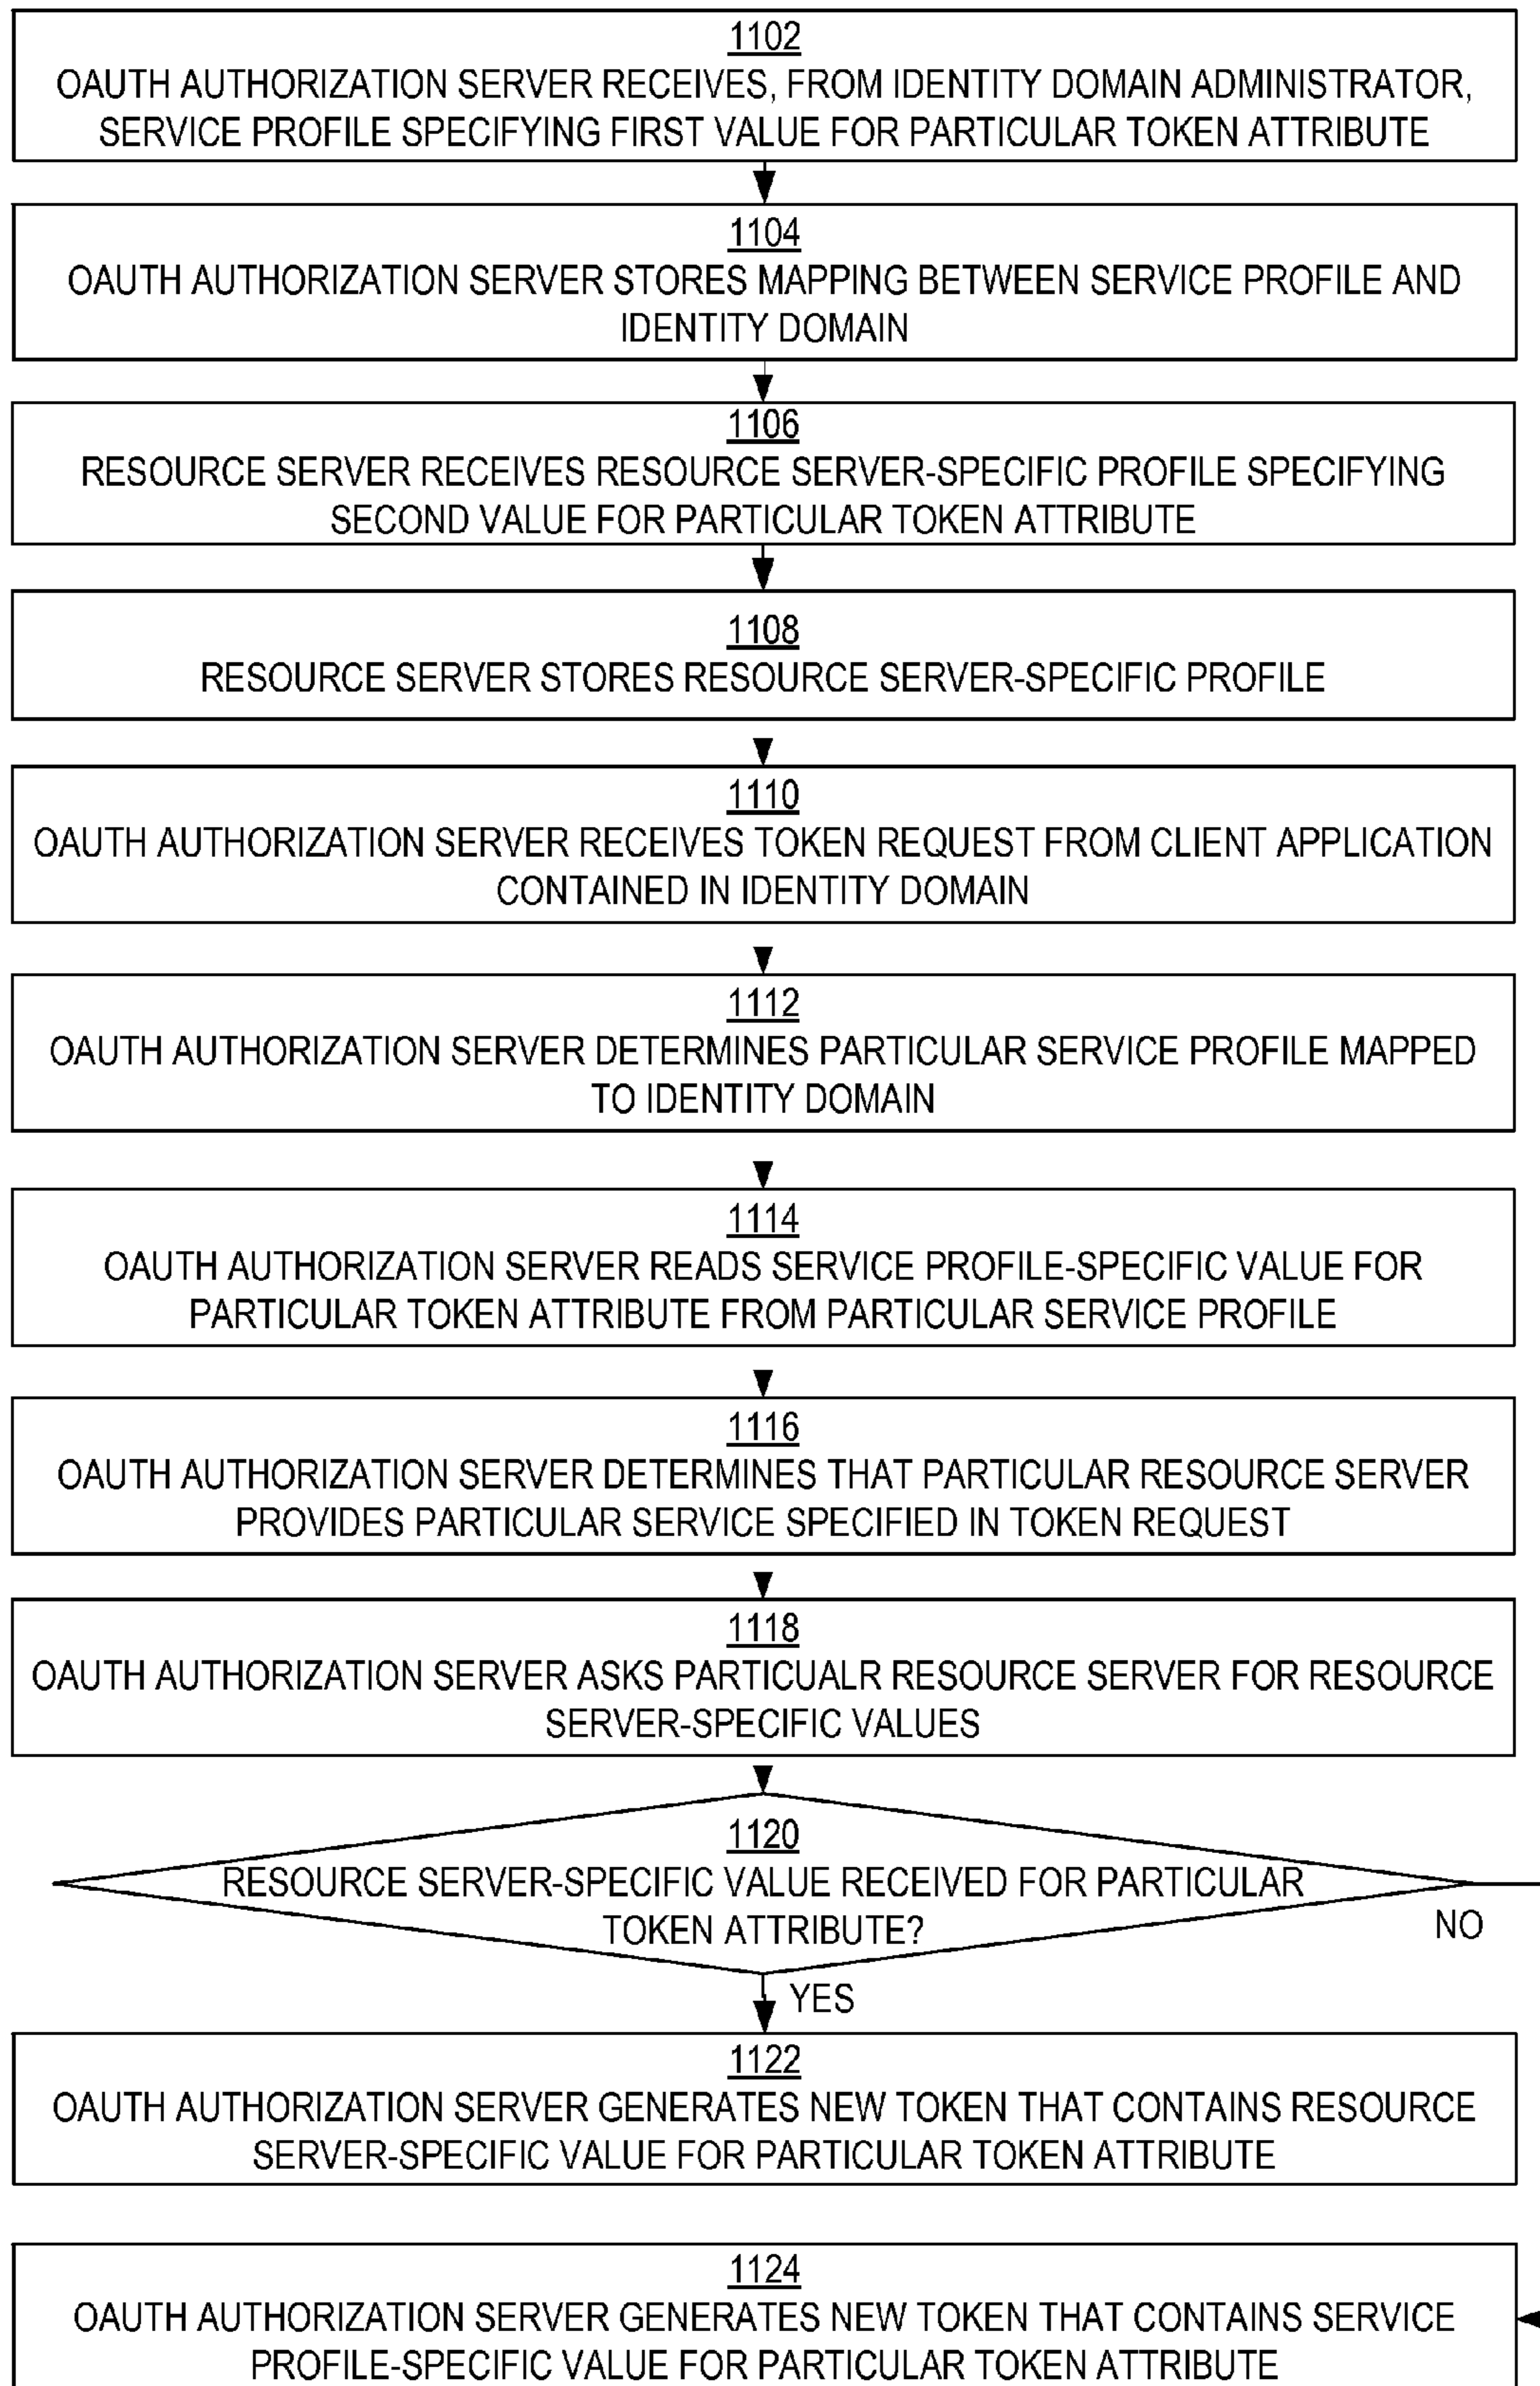 1102
OAUTH AUTHORIZATION SERVER RECEIVES, FROM IDENTITY DOMAIN ADMINISTRATOR,
SERVICE PROFILE SPECIFYING FIRST VALUE FOR PARTICULAR TOKEN ATTRIBUTE
1104
OAUTH AUTHORIZATION SERVER STORES MAPPING BETWEEN SERVICE PROFILE AND
IDENTITY DOMAIN
1106
RESOURCE SERVER RECEIVES RESOURCE SERVER-SPECIFIC PROFILE SPECIFYING
SECOND VALUE FOR PARTICULAR TOKEN ATTRIBUTE
1108
RESOURCE SERVER STORES RESOURCE SERVER-SPECIFIC PROFILE
1110
OAUTH AUTHORIZATION SERVER RECEIVES TOKEN REQUEST FROM CLIENT APPLICATION
CONTAINED IN IDENTITY DOMAIN
1112
OAUTH AUTHORIZATION SERVER DETERMINES PARTICULAR SERVICE PROFILE MAPPED
TO IDENTITY DOMAIN
1114
OAUTH AUTHORIZATION SERVER READS SERVICE PROFILE-SPECIFIC VALUE FOR
PARTICULAR TOKEN ATTRIBUTE FROM PARTICULAR SERVICE PROFILE
1116
OAUTH AUTHORIZATION SERVER DETERMINES THAT PARTICULAR RESOURCE SERVER
PROVIDES PARTICULAR SERVICE SPECIFIED IN TOKEN REQUEST
1118
OAUTH AUTHORIZATION SERVER ASKS PARTICUALR RESOURCE SERVER FOR RESOURCE
SERVER-SPECIFIC VALUES
1120
RESOURCE SERVER-SPECIFIC VALUE RECEIVED FOR PARTICULAR
TOKEN ATTRIBUTE?
NO
YES
1122
OAUTH AUTHORIZATION SERVER GENERATES NEW TOKEN THAT CONTAINS RESOURCE
SERVER-SPECIFIC VALUE FOR PARTICULAR TOKEN ATTRIBUTE
1124
OAUTH AUTHORIZATION SERVER GENERATES NEW TOKEN THAT CONTAINS SERVICE
PROFILE-SPECIFIC VALUE FOR PARTICULAR TOKEN ATTRIBUTE